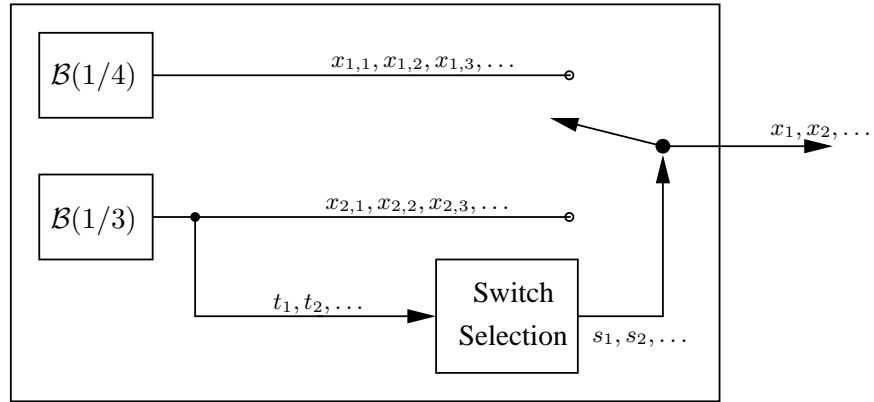 ℬ(1/4)
x₁,₁, x₁,₂, x₁,₃, …
x₁, x₂, …
ℬ(1/3)
x₂,₁, x₂,₂, x₂,₃, …
t₁, t₂, …
Switch
Selection
s₁, s₂, …